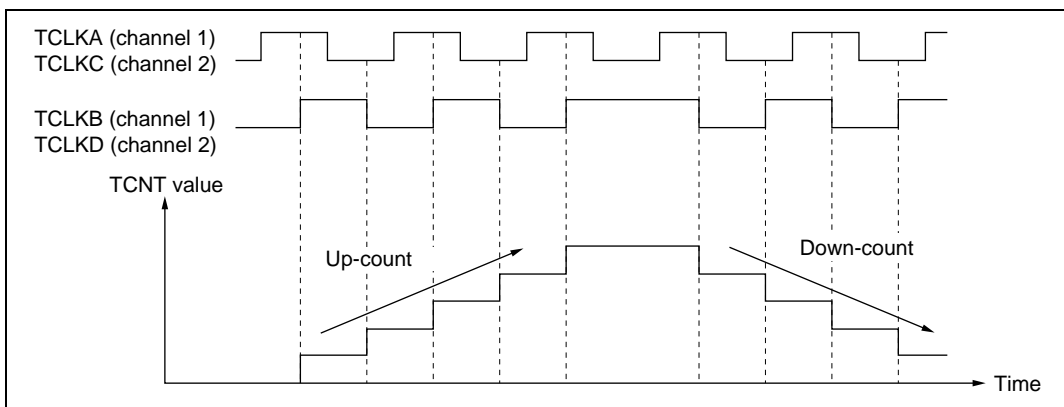 TCLKA (channel 1)
TCLKC (channel 2)
TCLKB (channel 1)
TCLKD (channel 2)
TCNT value
Up-count
Down-count
Time